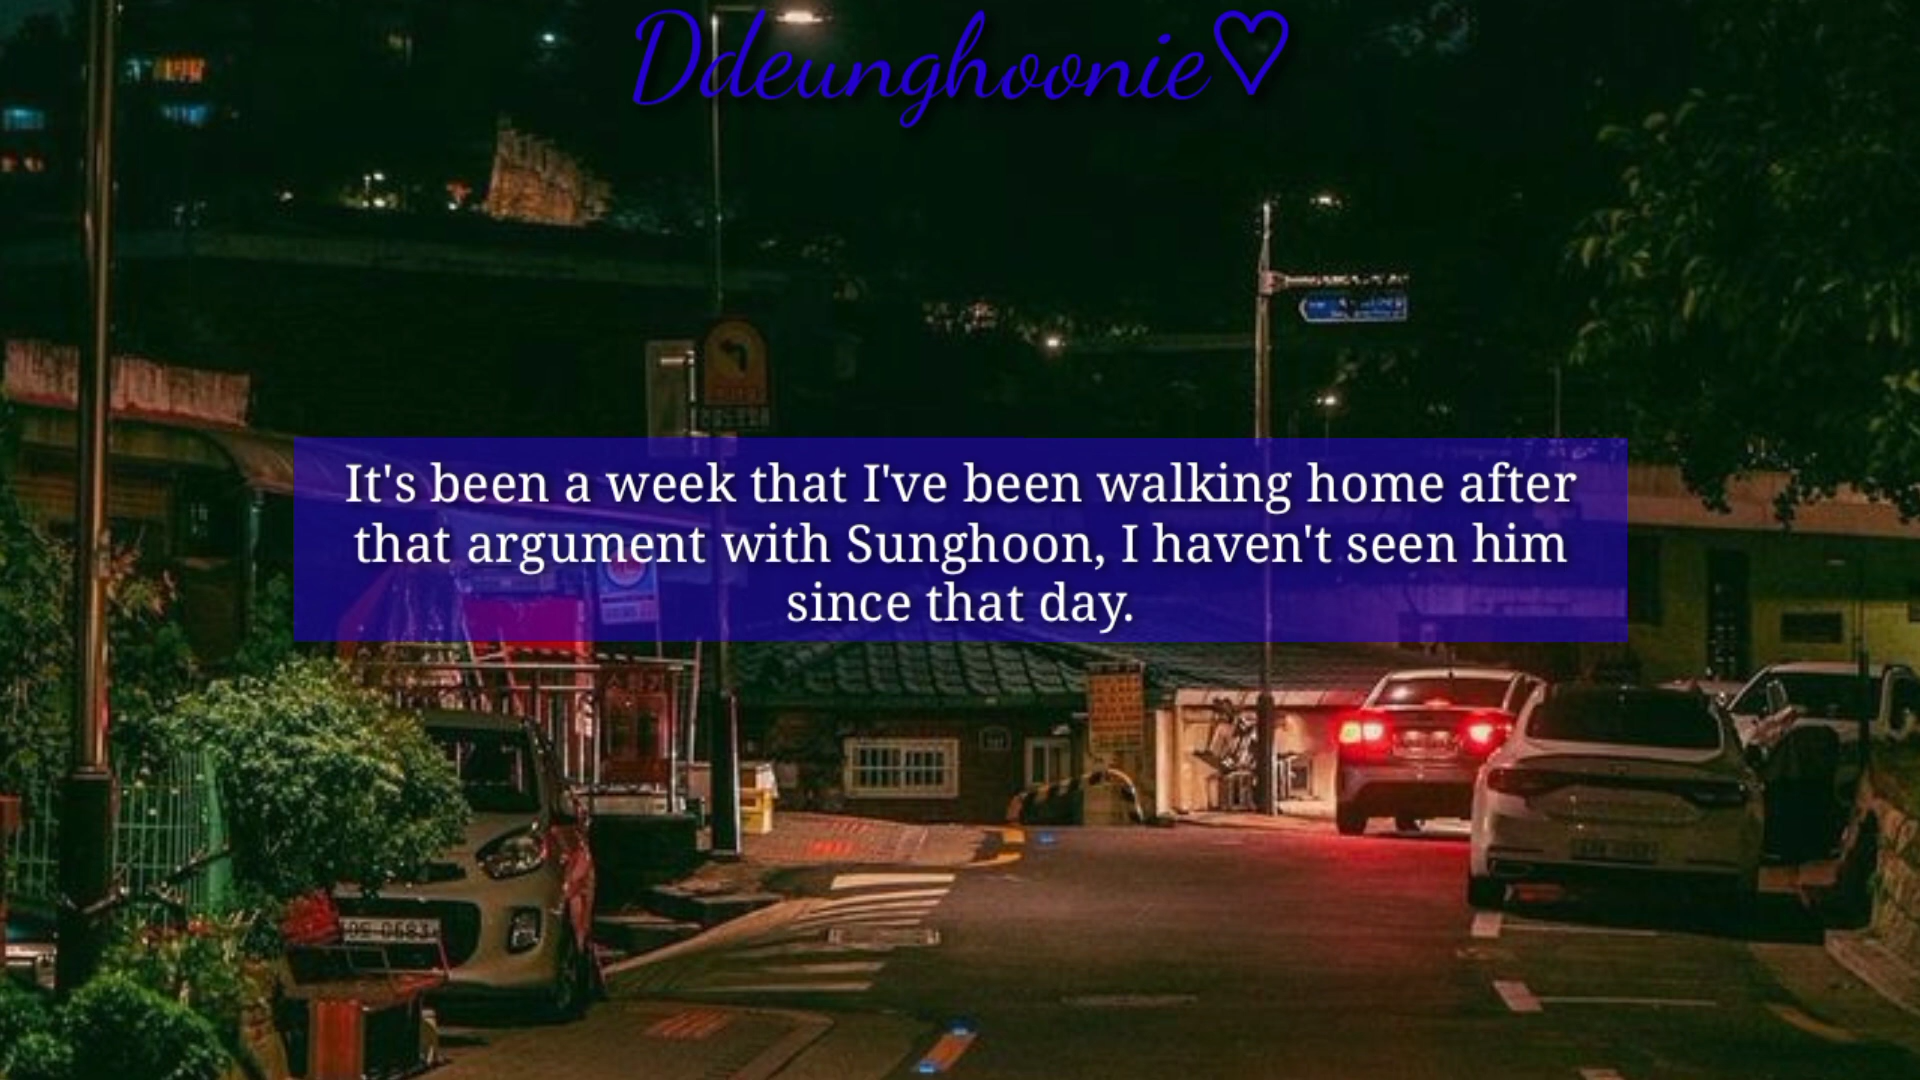 Ddeunghoonie♡
It's been a week that I've been walking home after
that argument with Sunghoon, I haven't seen him
since that day.